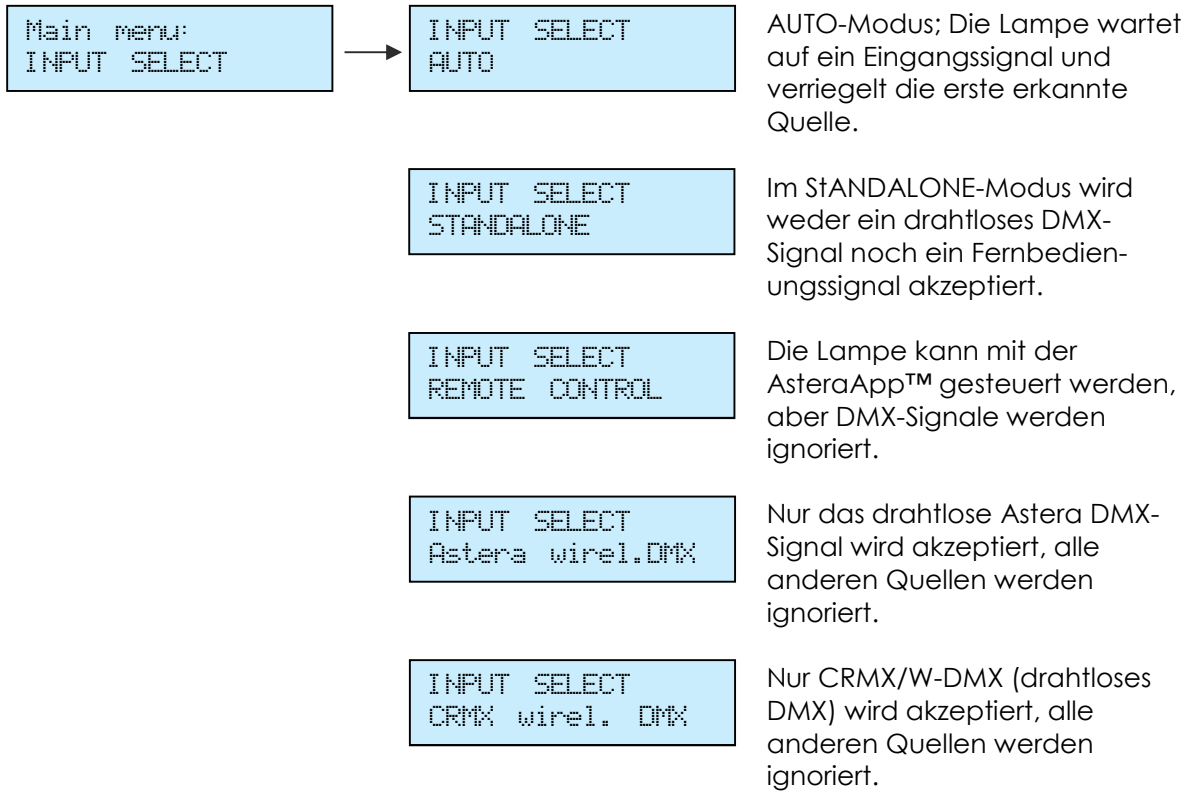 Main menu:
INPUT SELECT
INPUT SELECT
AUTO
AUTO-Modus; Die Lampe wartet
auf ein Eingangssignal und
verriegelt die erste erkannte
Quelle.
INPUT SELECT
STANDALONE
Im StANDALONE-Modus wird
weder ein drahtloses DMX-
Signal noch ein Fernbedien-
ungssignal akzeptiert.
INPUT SELECT
REMOTE CONTROL
Die Lampe kann mit der
AsteraApp™ gesteuert werden,
aber DMX-Signale werden
ignoriert.
INPUT SELECT
Astera wirel.DMX
Nur das drahtlose Astera DMX-
Signal wird akzeptiert, alle
anderen Quellen werden
ignoriert.
INPUT SELECT
CRMX wirel. DMX
Nur CRMX/W-DMX (drahtloses
DMX) wird akzeptiert, alle
anderen Quellen werden
ignoriert.